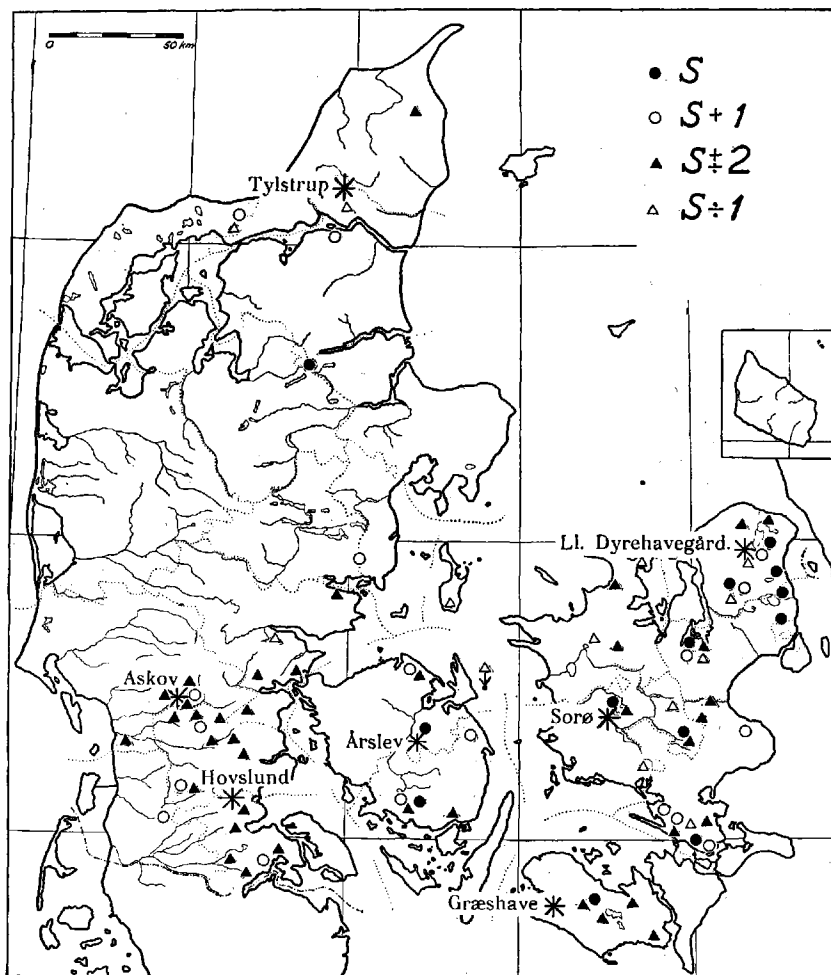 0 50 km
S
S + 1
S ± 2
S ÷ 1
Tylstrup
Ll. Dyrehavegård.
Askov
Sorø
Årslev
Hovslund
Græshave